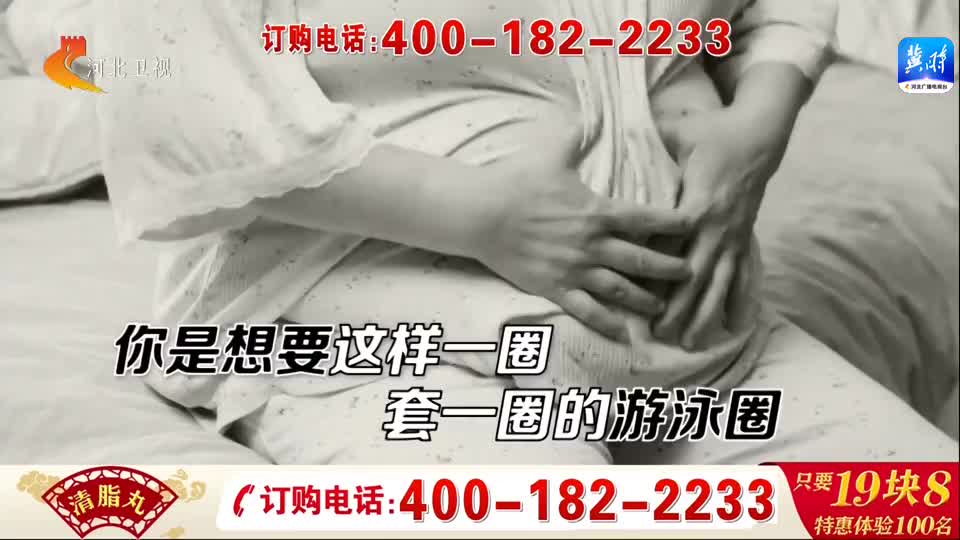 订购电话:400-182-2233
河北卫视
冀时
河北广播电视台
你是想要这样一圈
套一圈的游泳圈
清脂丸
订购电话:400-182-2233
只要19块8
特惠体验100名